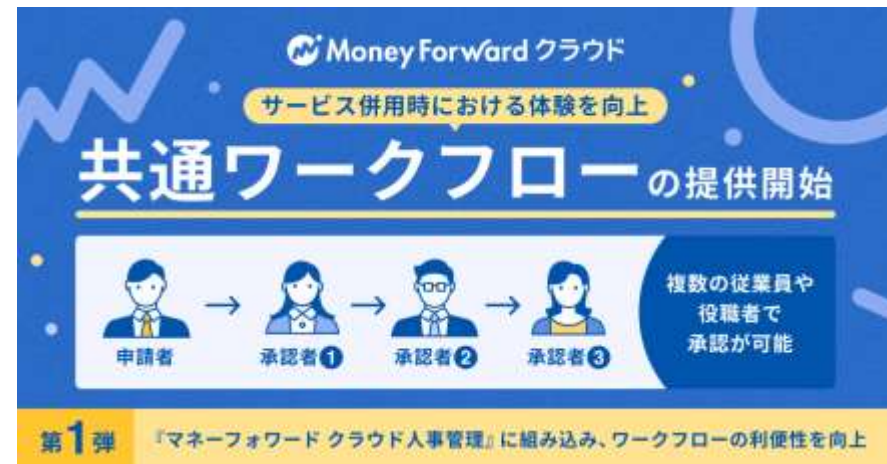 Money Forward クラウド
サービス併用時における体験を向上
共通ワークフローの提供開始
申請者
承認者1
承認者2
承認者3
複数の従業員や
役職者で
承認が可能
第1弾
『マネーフォワード クラウド人事管理』に組み込み、ワークフローの利便性を向上